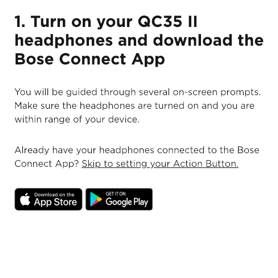 1. Turn on your QC35 II
headphones and download the
Bose Connect App
You will be guided through several on-screen prompts.
Make sure the headphones are turned on and you are
within range of your device.
Already have your headphones connected to the Bose
Connect App? Skip to setting your Action Button.
Download on the
App Store
GET IT ON
Google Play